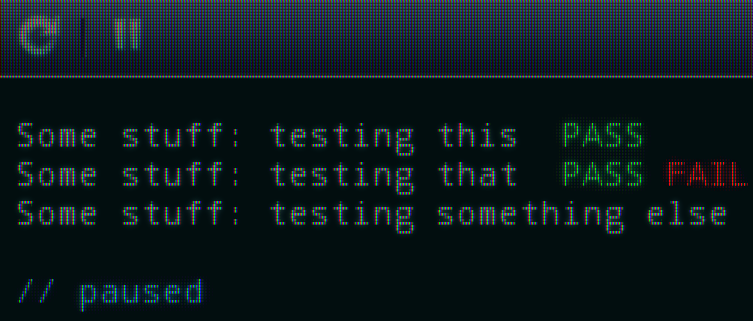 Some stuff: testing this  PASS
Some stuff: testing that  PASS FAIL
Some stuff: testing something else
// paused